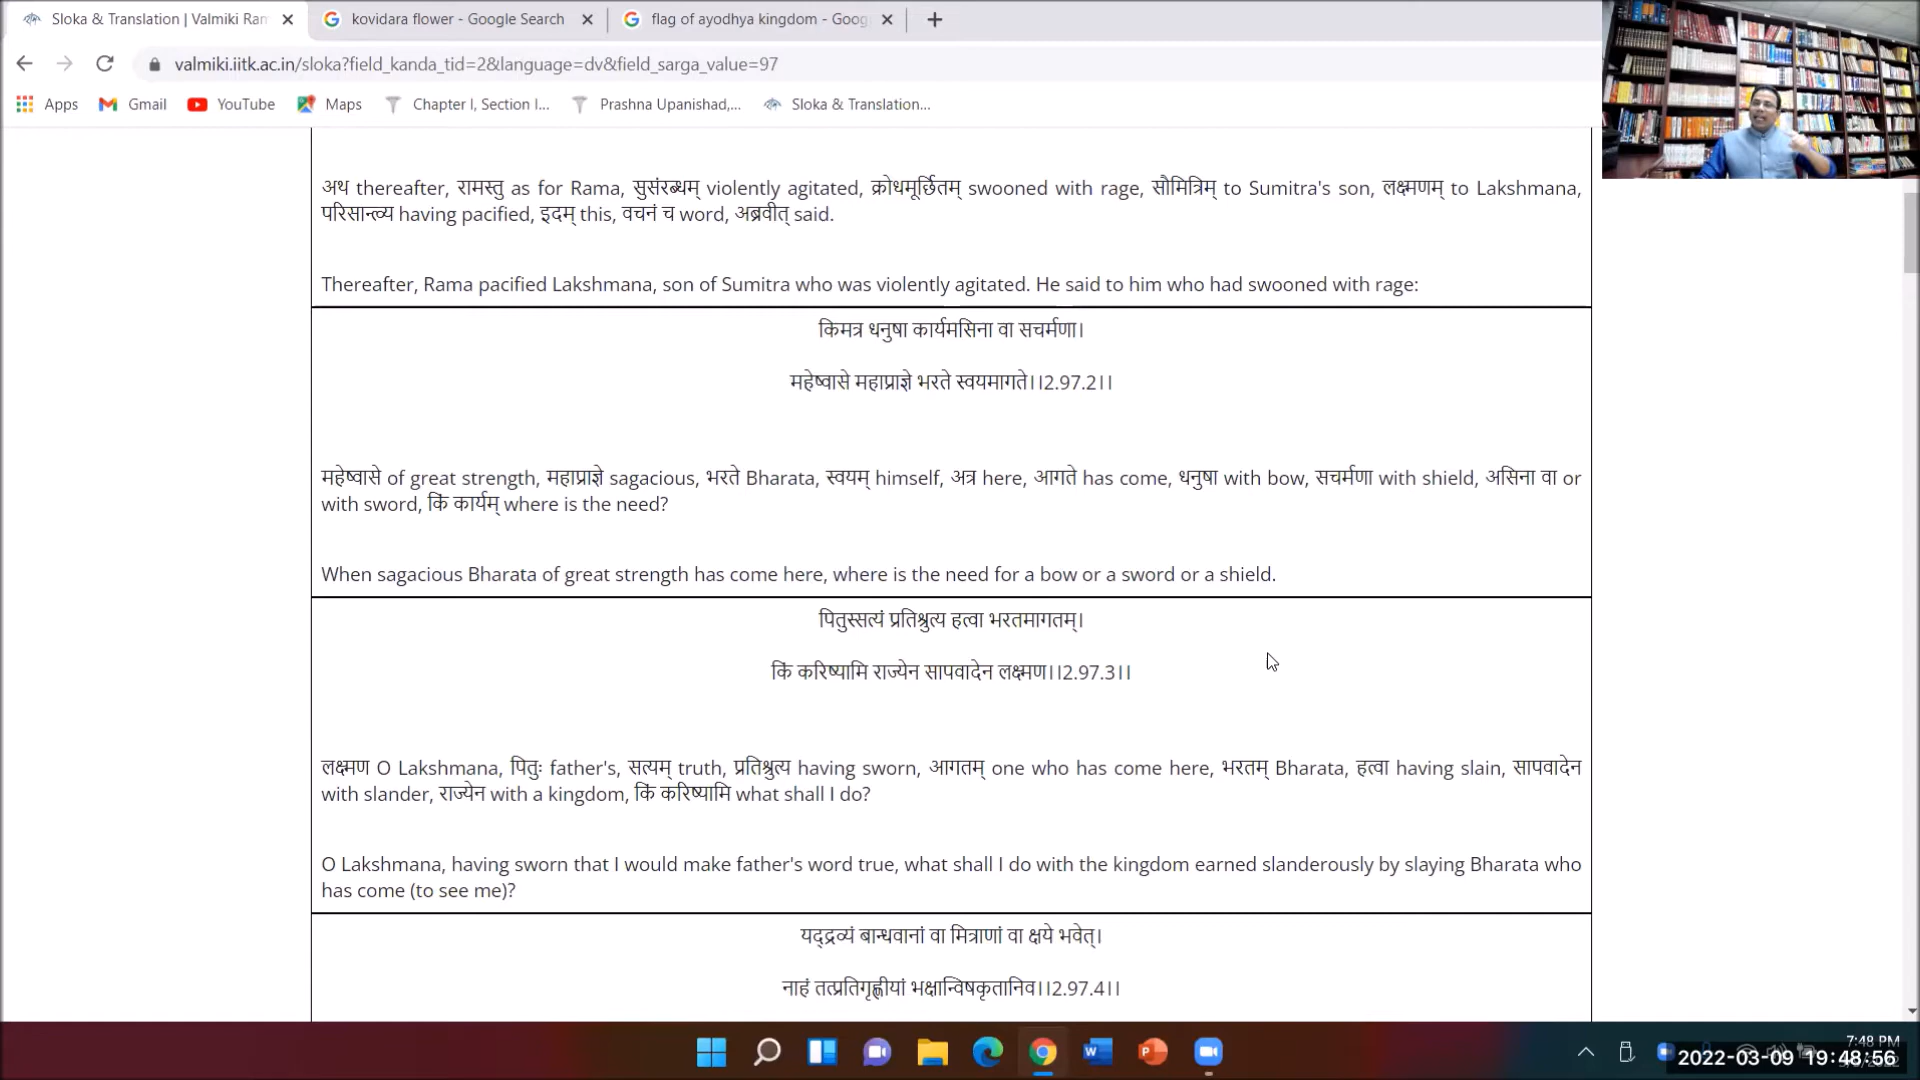 Sloka & Translation | Valmiki Ram
kovidara flower - Google Search
flag of ayodhya kingdom - Goog
valmiki.iitk.ac.in/sloka?field_kanda_tid=2&language=dv&field_sarga_value=97
Apps
Gmail
YouTube
Maps
Chapter I, Section I...
Prashna Upanishad,...
Sloka & Translation...
अथ thereafter, रामस्तु as for Rama, सुसंरब्धम् violently agitated, क्रोधमूर्छितम् swooned with rage, सौमित्रिम् to Sumitra's son, लक्ष्मणम् to Lakshmana,
परिसान्त्व्य having pacified, इदम् this, वचनं च word, अब्रवीत् said.
Thereafter, Rama pacified Lakshmana, son of Sumitra who was violently agitated. He said to him who had swooned with rage:
किमत्र धनुषा कार्यमसिना वा सचर्मणा।
महेष्वासे महाप्राज्ञे भरते स्वयमागते।।2.97.2।।
महेष्वासे of great strength, महाप्राज्ञे sagacious, भरते Bharata, स्वयम् himself, अत्र here, आगते has come, धनुषा with bow, सचर्मणा with shield, असिना वा or
with sword, किं कार्यम् where is the need?
When sagacious Bharata of great strength has come here, where is the need for a bow or a sword or a shield.
पितुस्सत्यं प्रतिश्रुत्य हत्वा भरतमागतम्।
किं करिष्यामि राज्येन सापवादेन लक्ष्मण।।2.97.3।।
लक्ष्मण O Lakshmana, पितुः father's, सत्यम् truth, प्रतिश्रुत्य having sworn, आगतम् one who has come here, भरतम् Bharata, हत्वा having slain, सापवादेन
with slander, राज्येन with a kingdom, किं करिष्यामि what shall I do?
O Lakshmana, having sworn that I would make father's word true, what shall I do with the kingdom earned slanderously by slaying Bharata who
has come (to see me)?
यद्द्रव्यं बान्धवानां वा मित्राणां वा क्षये भवेत्।
नाहं तत्प्रतिगृह्णीयां भक्षान्विषकृतानिव।।2.97.4।।
7:48 PM
2022-03-09 19:48:56